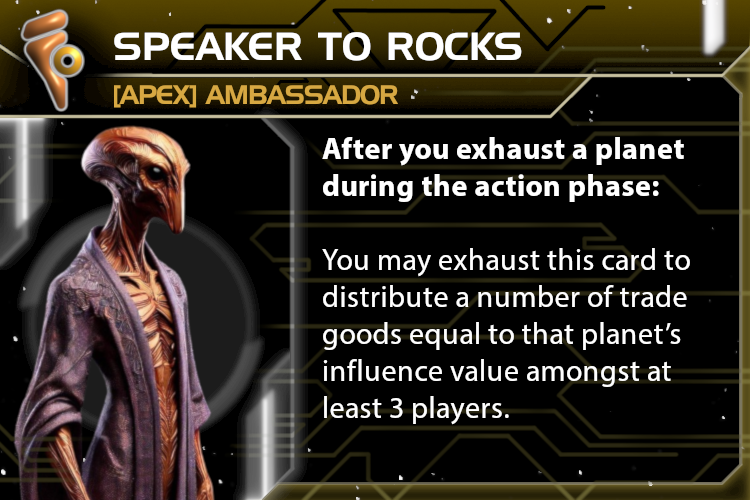 SPEAKER TO ROCKS
[APEX] AMBASSADOR
After you exhaust a planet
during the action phase:
You may exhaust this card to
distribute a number of trade
goods equal to that planet’s
influence value amongst at
least 3 players.